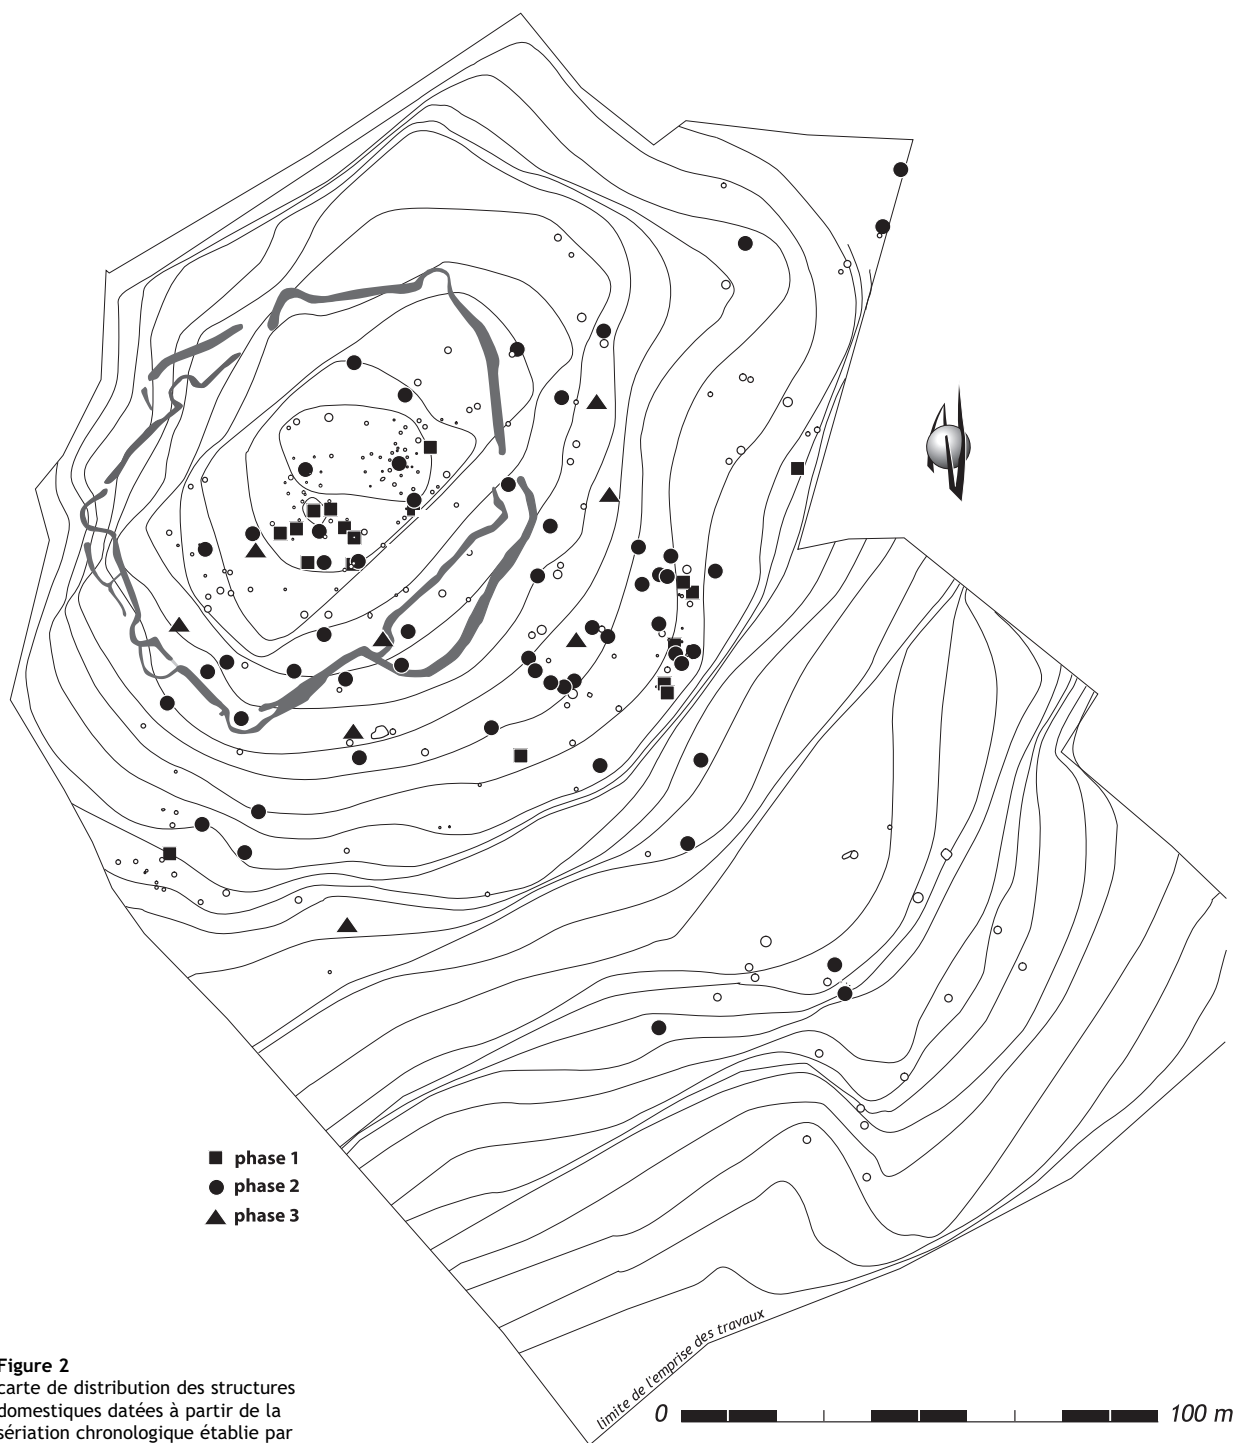 phase 1
phase 2
phase 3
limite de l'emprise des travaux
0 100 m
Figure 2
carte de distribution des structures
domestiques datées à partir de la
sériation chronologique établie par